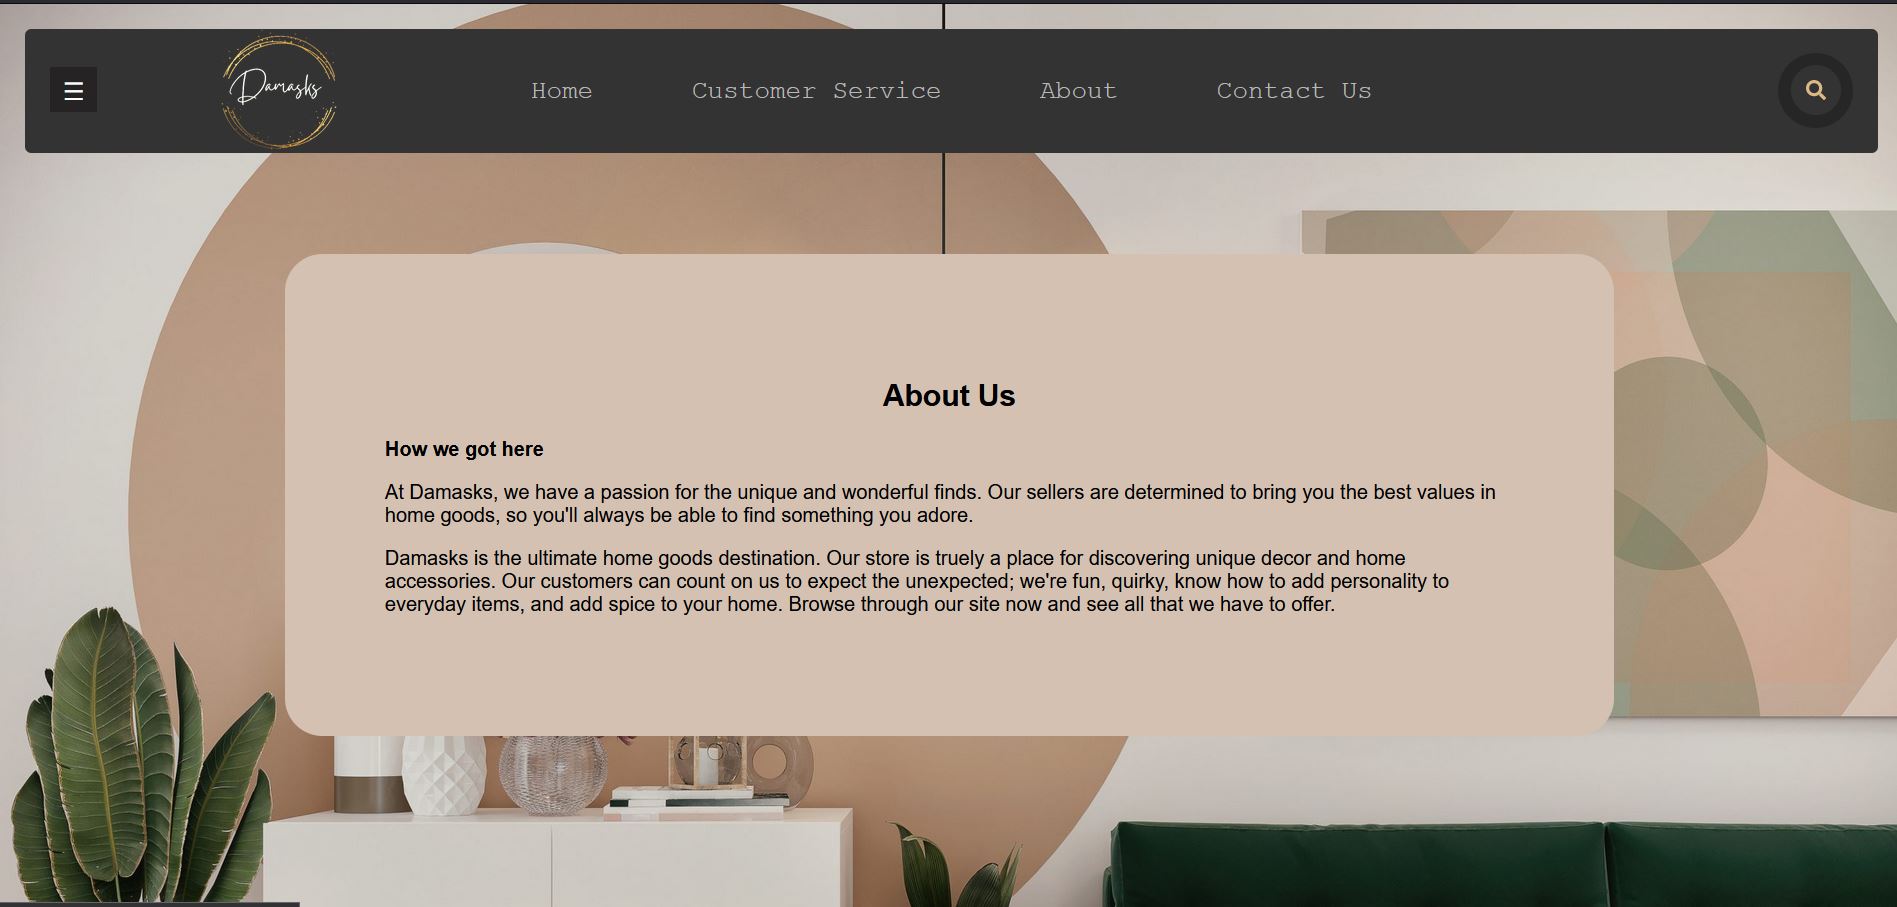 Damasks
Home
Customer Service
About
Contact Us
About Us
How we got here
At Damasks, we have a passion for the unique and wonderful finds. Our sellers are determined to bring you the best values in
home goods, so you'll always be able to find something you adore.
Damasks is the ultimate home goods destination. Our store is truely a place for discovering unique decor and home
accessories. Our customers can count on us to expect the unexpected; we're fun, quirky, know how to add personality to
everyday items, and add spice to your home. Browse through our site now and see all that we have to offer.